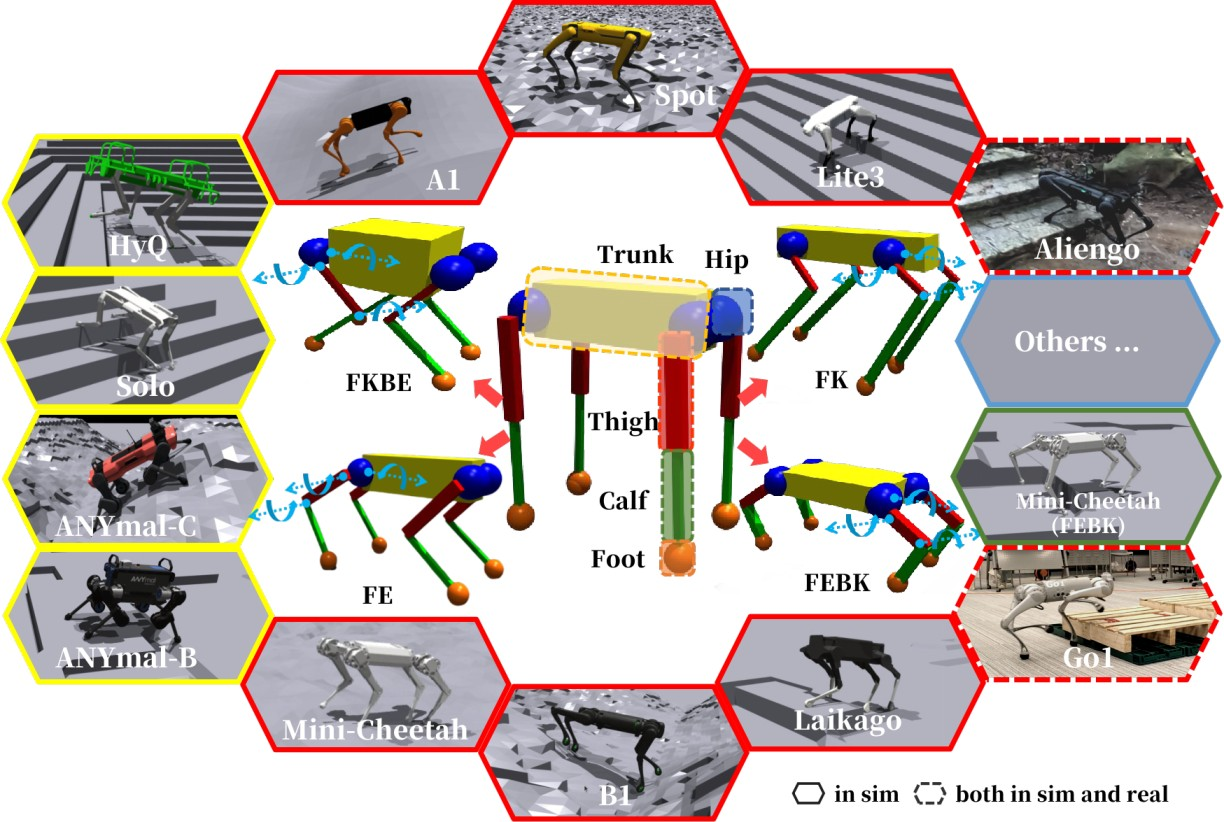 Spot
A1
Lite3
HyQ
Aliengo
Trunk
Hip
Solo
Others ...
FKBE
FK
Thigh
ANYmal-C
Calf
Mini-Cheetah
(FEBK)
Foot
FE
FEBK
ANYmal
ANYmal-B
Go1
Mini-Cheetah
Laikago
B1
in sim
both in sim and real